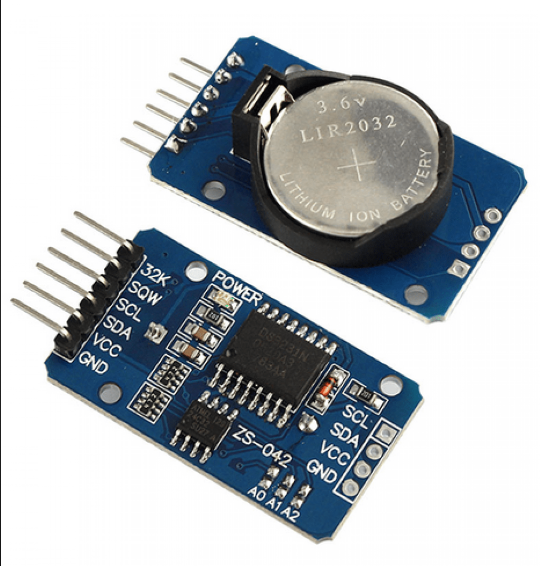 3.6v
LIR2032
LITHIUM ION BATTERY
32K
SQW
SCL
SDA
VCC
GND
POWER
ZS-042
SCL
SDA
VCC
GND
A0 A1 A2